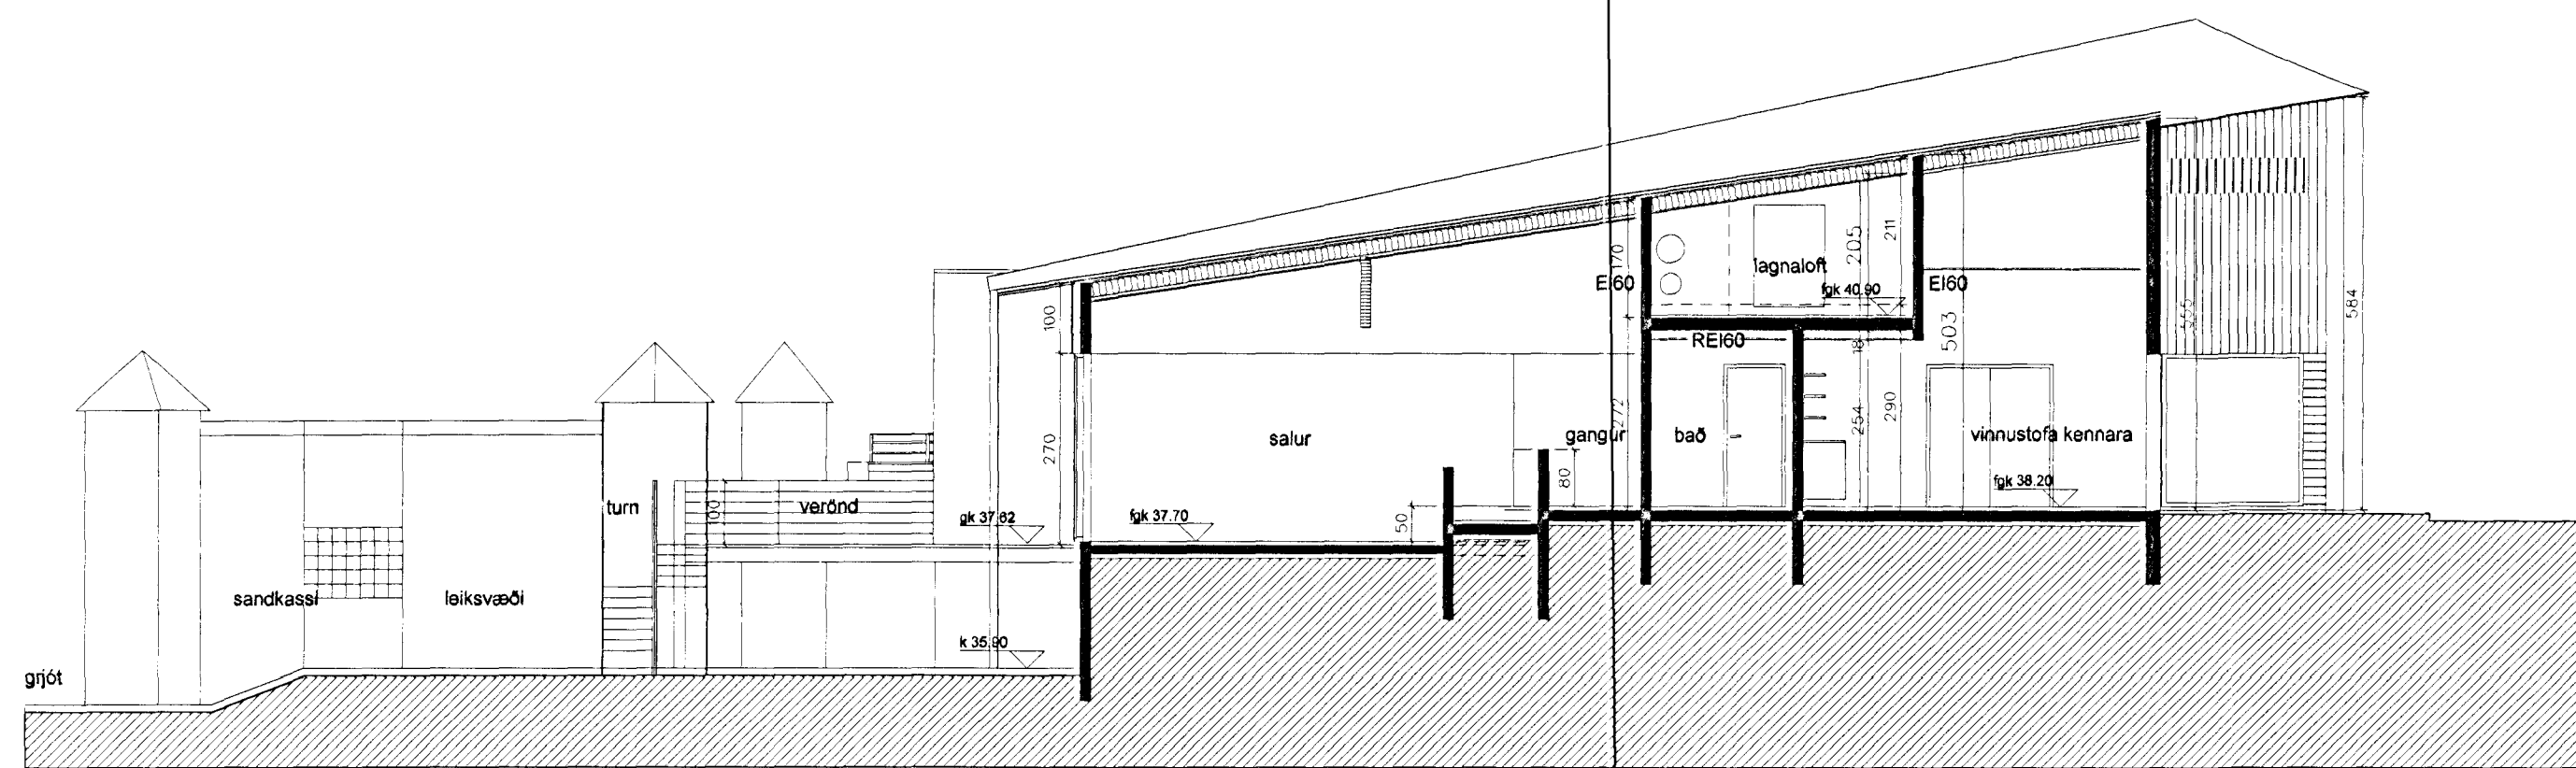 grjót
sandkassi
leiksvæði
turn
100
verönd
gk 37.62
k 35.90
100
270
fgk 37.70
salur
50
80
gangur
272
170
EI60
bað
REI60
lagnaloft
fgk 40.90
205
211
EI60
18
254
290
503
vinnustofa kennara
fgk 38.20
555
584